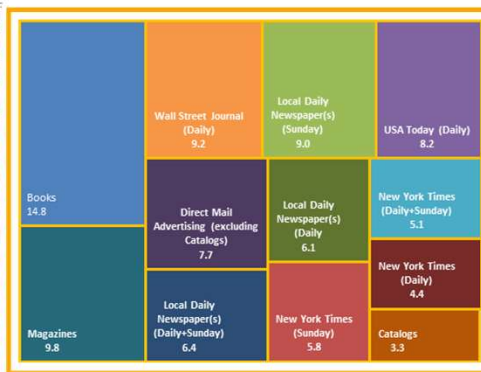 Books
14.8
Magazines
9.8
Wall Street Journal
(Daily)
9.2
Local Daily
Newspaper(s)
(Sunday)
9.0
USA Today (Daily)
8.2
Direct Mail
Advertising (excluding
Catalogs)
7.7
Local Daily
Newspaper(s)
(Daily
6.1
New York Times
(Daily+Sunday)
5.1
New York Times
(Daily)
4.4
Local Daily
Newspaper(s)
(Daily+Sunday)
6.4
New York Times
(Sunday)
5.8
Catalogs
3.3